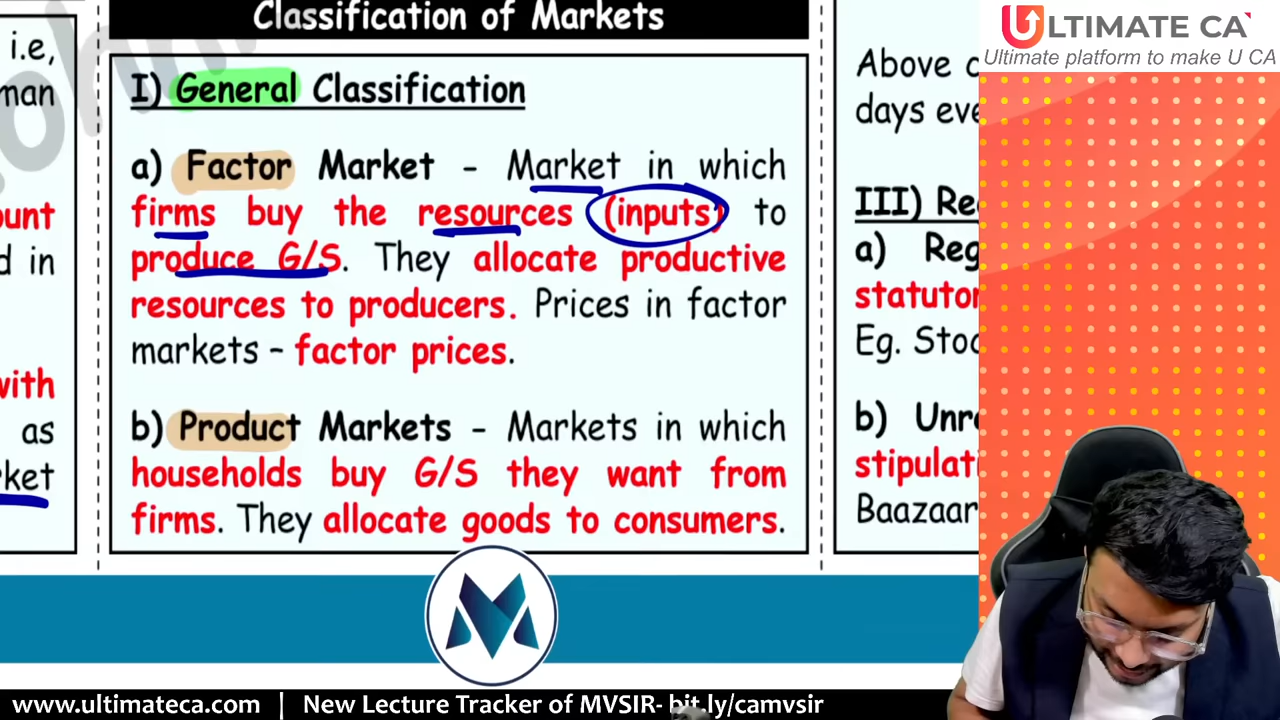 Classification of Markets
i.e,
man
ount
d in
with
as
ket
I) General Classification
a) Factor Market - Market in which
firms buy the resources (inputs) to
produce G/S. They allocate productive
resources to producers. Prices in factor
markets – factor prices.
b) Product Markets - Markets in which
households buy G/S they want from
firms. They allocate goods to consumers.
Above c
days eve
III) Re
a) Reg
statutor
Eg. Stoc
b) Unre
stipulati
Baazaar
ULTIMATE CA
Ultimate platform to make U CA
www.ultimateca.com | New Lecture Tracker of MVSIR- bit.ly/camvsir